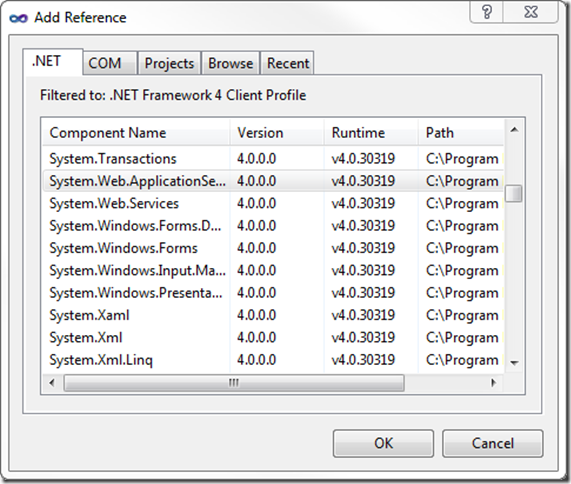 Add Reference
.NET COM Projects Browse Recent
Filtered to: .NET Framework 4 Client Profile
Component Name Version Runtime Path
System.Transactions 4.0.0.0 v4.0.30319 C:\Program
System.Web.ApplicationSe... 4.0.0.0 v4.0.30319 C:\Program
System.Web.Services 4.0.0.0 v4.0.30319 C:\Program
System.Windows.Forms.D... 4.0.0.0 v4.0.30319 C:\Program
System.Windows.Forms 4.0.0.0 v4.0.30319 C:\Program
System.Windows.Input.Ma... 4.0.0.0 v4.0.30319 C:\Program
System.Windows.Presenta... 4.0.0.0 v4.0.30319 C:\Program
System.Xaml 4.0.0.0 v4.0.30319 C:\Program
System.Xml 4.0.0.0 v4.0.30319 C:\Program
System.Xml.Linq 4.0.0.0 v4.0.30319 C:\Program
OK Cancel